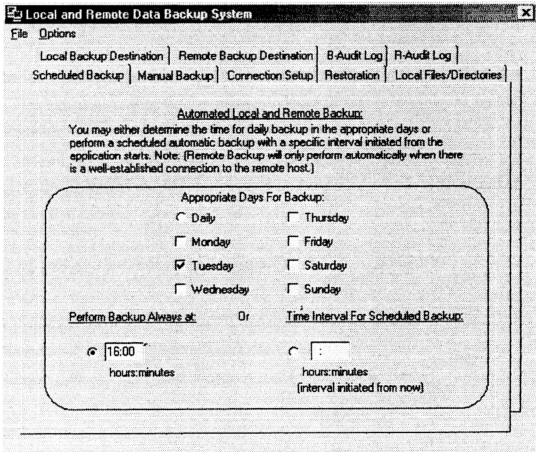 Local and Remote Data Backup System
File Options
Local Backup Destination Remote Backup Destination B-Audit Log R-Audit Log
Scheduled Backup Manual Backup Connection Setup Restoration Local Files/Directories
Automated Local and Remote Backup:
You may either determine the time for daily backup in the appropriate days or
perform a scheduled automatic backup with a specific interval initiated from the
application starts. Note: (Remote Backup will only perform automatically when there
is a well-established connection to the remote host.)
Appropriate Days For Backup:
Daily Thursday
Monday Friday
Tuesday Saturday
Wednesday Sunday
Perform Backup Always at: Or Time Interval For Scheduled Backup:
16:00 :
hours:minutes hours:minutes
(interval initiated from now)